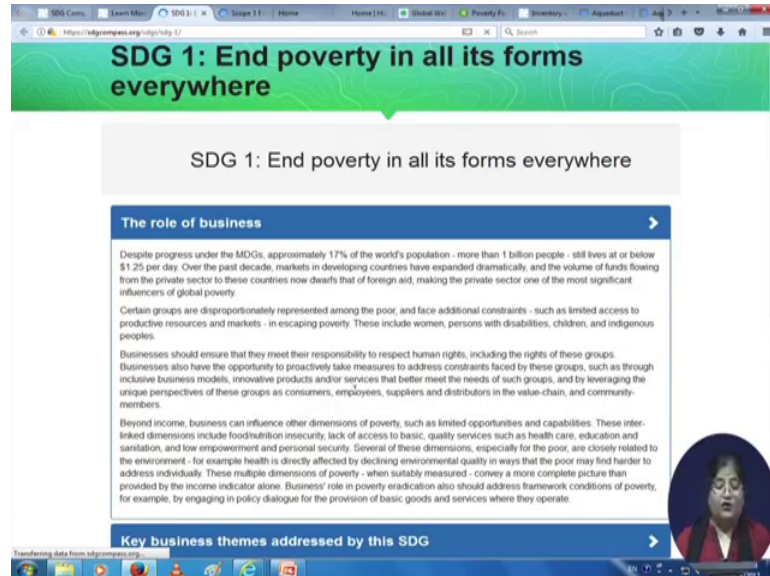 SDG Comp
Learn More
SDG 1: E
Scope 3 E
Home
Home | H
Global Wat
Poverty Fo
Inventory
Aqueduct
Aq
https://sdgcompass.org/sdgs/sdg-1/
Search
SDG 1: End poverty in all its forms
everywhere
SDG 1: End poverty in all its forms everywhere
The role of business
Despite progress under the MDGs, approximately 17% of the world's population - more than 1 billion people - still lives at or below
$1.25 per day. Over the past decade, markets in developing countries have expanded dramatically, and the volume of funds flowing
from the private sector to these countries now dwarfs that of foreign aid, making the private sector one of the most significant
influencers of global poverty.
Certain groups are disproportionately represented among the poor, and face additional constraints - such as limited access to
productive resources and markets - in escaping poverty. These include women, persons with disabilities, children, and indigenous
peoples.
Businesses should ensure that they meet their responsibility to respect human rights, including the rights of these groups.
Businesses also have the opportunity to proactively take measures to address constraints faced by these groups, such as through
inclusive business models, innovative products and/or services that better meet the needs of such groups, and by leveraging the
unique perspectives of these groups as consumers, employees, suppliers and distributors in the value-chain, and community-
members.
Beyond income, business can influence other dimensions of poverty, such as limited opportunities and capabilities. These inter-
linked dimensions include food/nutrition insecurity, lack of access to basic, quality services such as health care, education and
sanitation, and low empowerment and personal security. Several of these dimensions, especially for the poor, are closely related to
the environment - for example health is directly affected by declining environmental quality in ways that the poor may find harder to
address individually. These multiple dimensions of poverty - when suitably measured - convey a more complete picture than
provided by the income indicator alone. Business' role in poverty eradication also should address framework conditions of poverty,
for example, by engaging in policy dialogue for the provision of basic goods and services where they operate.
Key business themes addressed by this SDG
Transferring data from sdgcompass.org...
EN